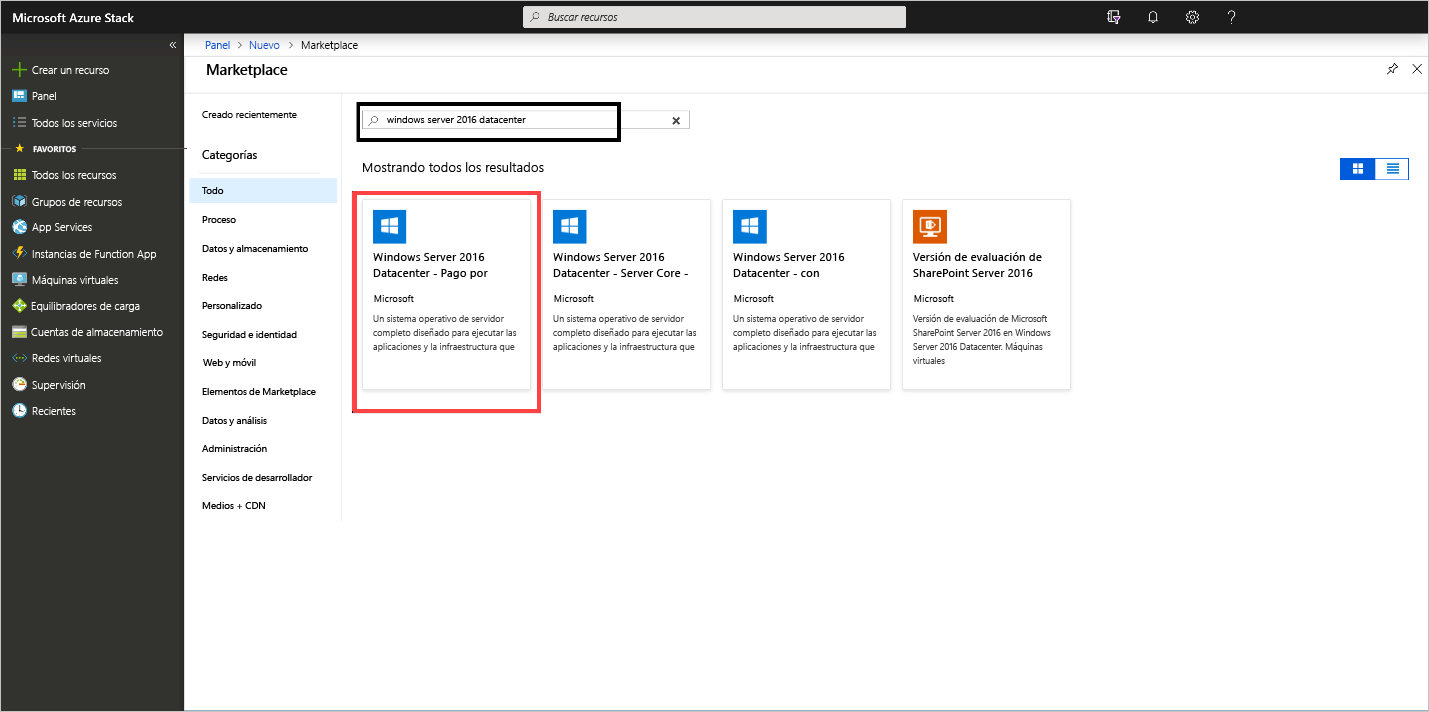 Microsoft Azure Stack
Buscar recursos
?
«
Crear un recurso
Panel
Todos los servicios
FAVORITOS
Todos los recursos
Grupos de recursos
App Services
Instancias de Function App
Máquinas virtuales
Equilibradores de carga
Cuentas de almacenamiento
Redes virtuales
Supervisión
Recientes
Panel > Nuevo > Marketplace
Marketplace
Creado recientemente
Categorías
Todo
Proceso
Datos y almacenamiento
Redes
Personalizado
Seguridad e identidad
Web y móvil
Elementos de Marketplace
Datos y análisis
Administración
Servicios de desarrollador
Medios + CDN
windows server 2016 datacenter
Mostrando todos los resultados
Windows Server 2016
Datacenter - Pago por
Microsoft
Un sistema operativo de servidor
completo diseñado para ejecutar las
aplicaciones y la infraestructura que
Windows Server 2016
Datacenter - Server Core -
Microsoft
Un sistema operativo de servidor
completo diseñado para ejecutar las
aplicaciones y la infraestructura que
Windows Server 2016
Datacenter - con
Microsoft
Un sistema operativo de servidor
completo diseñado para ejecutar las
aplicaciones y la infraestructura que
Versión de evaluación de
SharePoint Server 2016
Microsoft
Versión de evaluación de Microsoft
SharePoint Server 2016 en Windows
Server 2016 Datacenter. Máquinas
virtuales